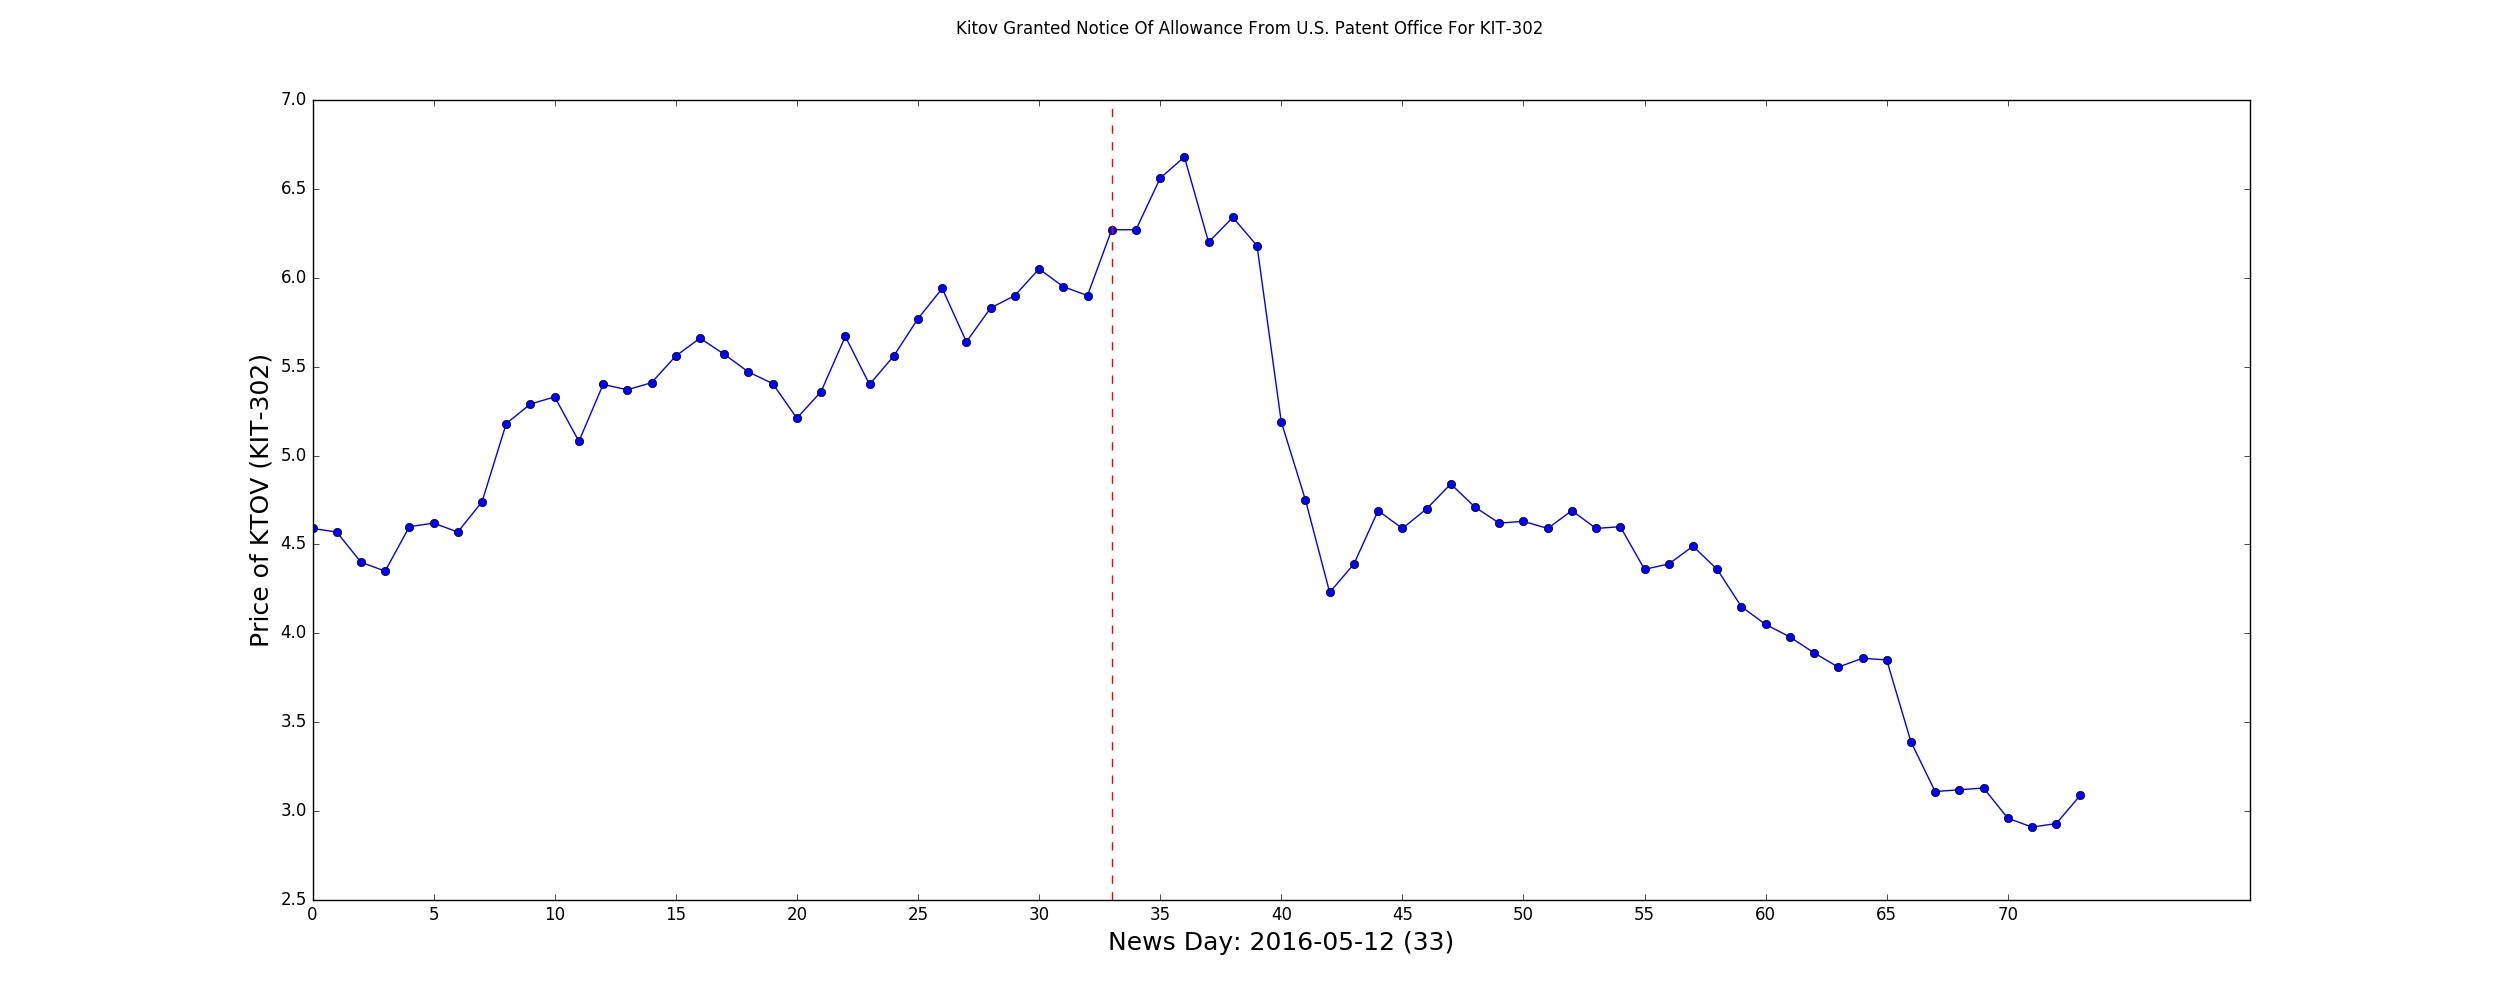 Kitov Granted Notice Of Allowance From U.S. Patent Office For KIT-302
7.0
6.5
6.0
5.5
5.0
4.5
4.0
3.5
3.0
2.5
Price of KTOV (KIT-302)
0 5 10 15 20 25 30 35 40 45 50 55 60 65 70
News Day: 2016-05-12 (33)